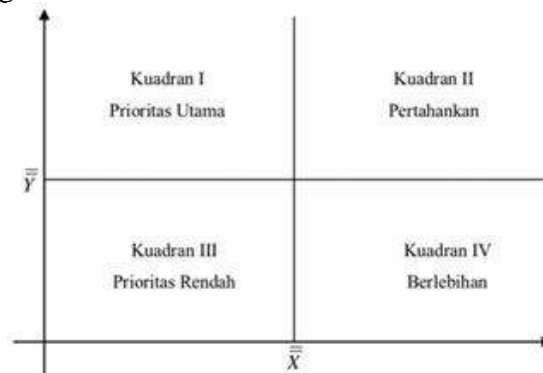 Kuadran I
Prioritas Utama
Kuadran II
Pertahankan
Y̿
Kuadran III
Prioritas Rendah
Kuadran IV
Berlebihan
X̿